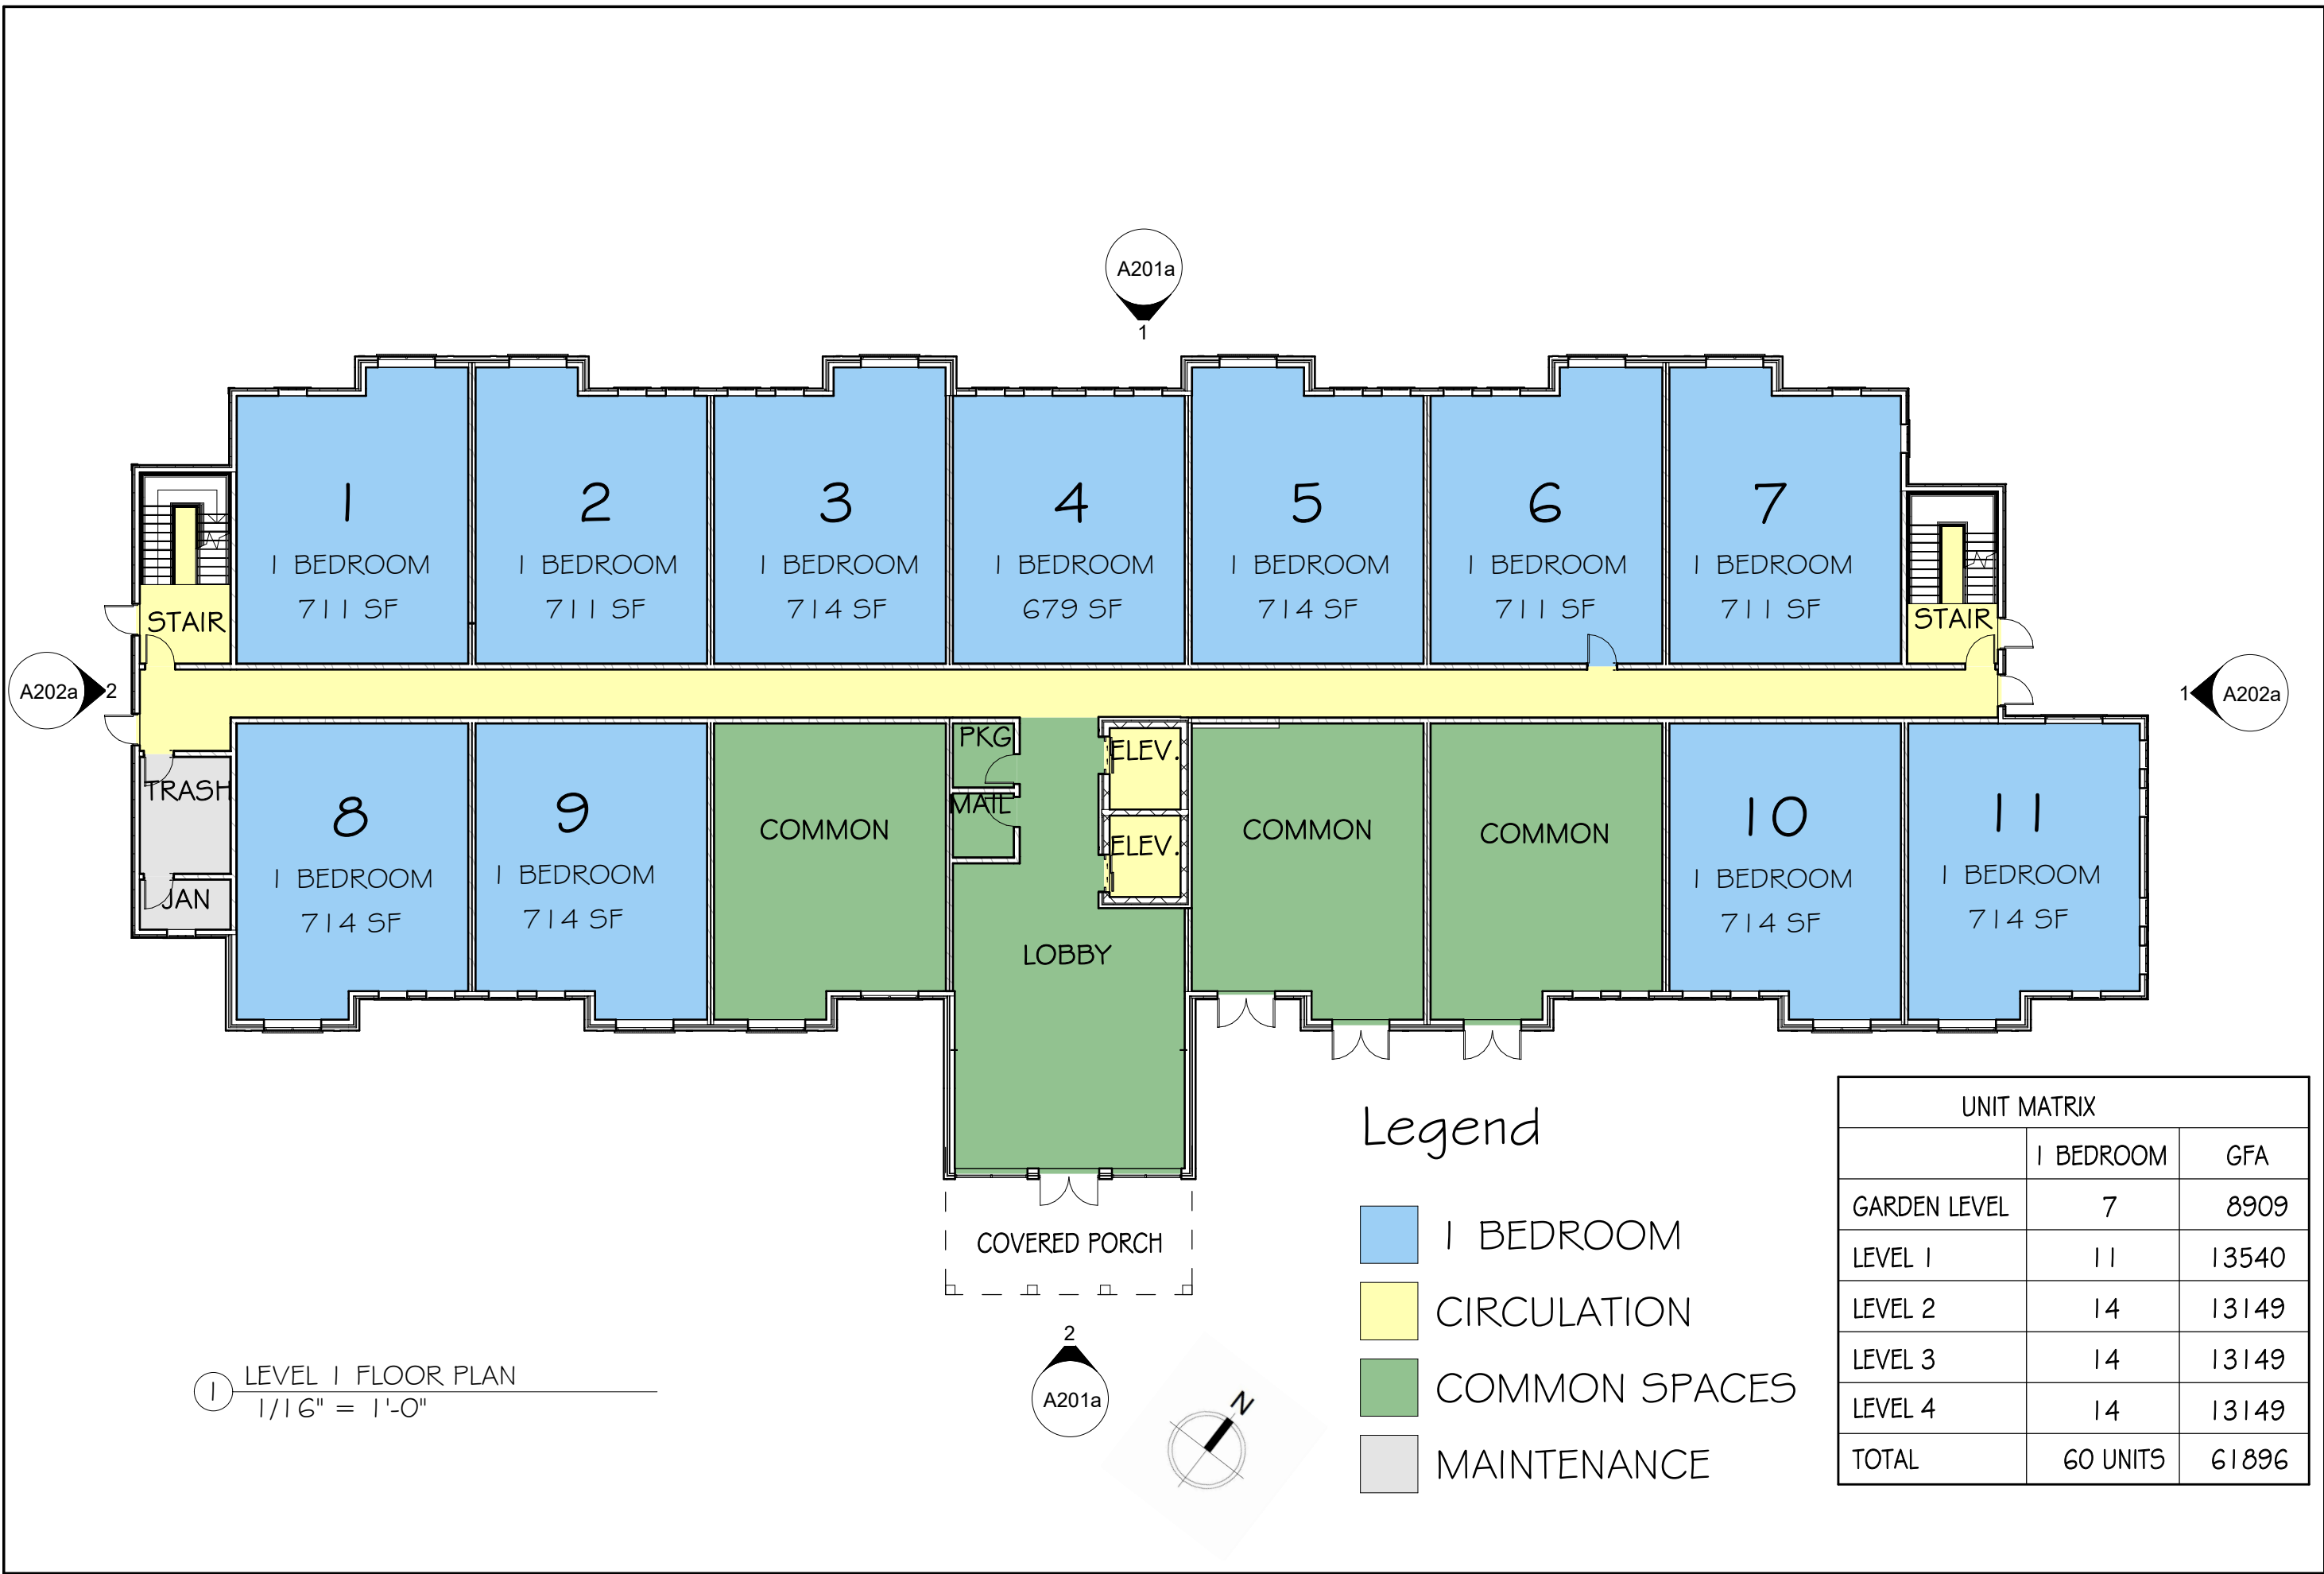 A201a
1
1
1 BEDROOM
711 SF
2
1 BEDROOM
711 SF
3
1 BEDROOM
714 SF
4
1 BEDROOM
679 SF
5
1 BEDROOM
714 SF
6
1 BEDROOM
711 SF
7
1 BEDROOM
711 SF
STAIR
STAIR
A202a
2
1
A202a
TRASH
JAN
8
1 BEDROOM
714 SF
9
1 BEDROOM
714 SF
COMMON
PKG
MAIL
ELEV.
ELEV.
LOBBY
COMMON
COMMON
10
1 BEDROOM
714 SF
11
1 BEDROOM
714 SF
COVERED PORCH
2
A201a
N
1
LEVEL 1 FLOOR PLAN
1/16" = 1'-0"
Legend
1 BEDROOM
CIRCULATION
COMMON SPACES
MAINTENANCE
UNIT MATRIX
1 BEDROOM GFA
GARDEN LEVEL 7 8909
LEVEL 1 11 13540
LEVEL 2 14 13149
LEVEL 3 14 13149
LEVEL 4 14 13149
TOTAL 60 UNITS 61896